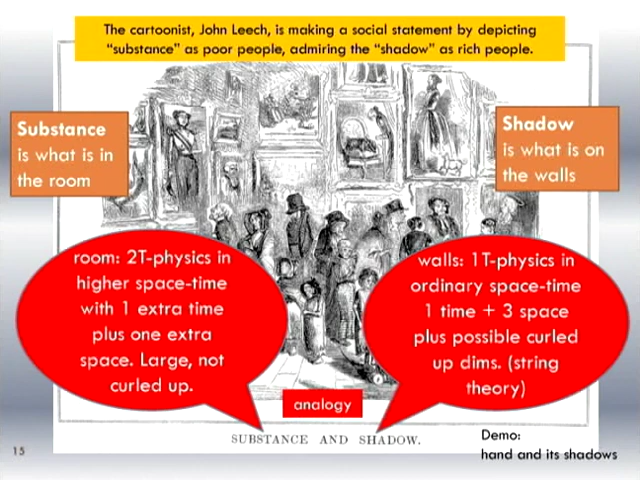 The cartoonist, John Leech, is making a social statement by depicting
"substance" as poor people, admiring the "shadow" as rich people.
Substance
is what is in
the room
Shadow
is what is on
the walls
room: 2T-physics in
higher space-time
with 1 extra time
plus one extra
space. Large, not
curled up.
walls: 1T-physics in
ordinary space-time
1 time + 3 space
plus possible curled
up dims. (string
theory)
analogy
SUBSTANCE AND SHADOW.
Demo:
hand and its shadows
15